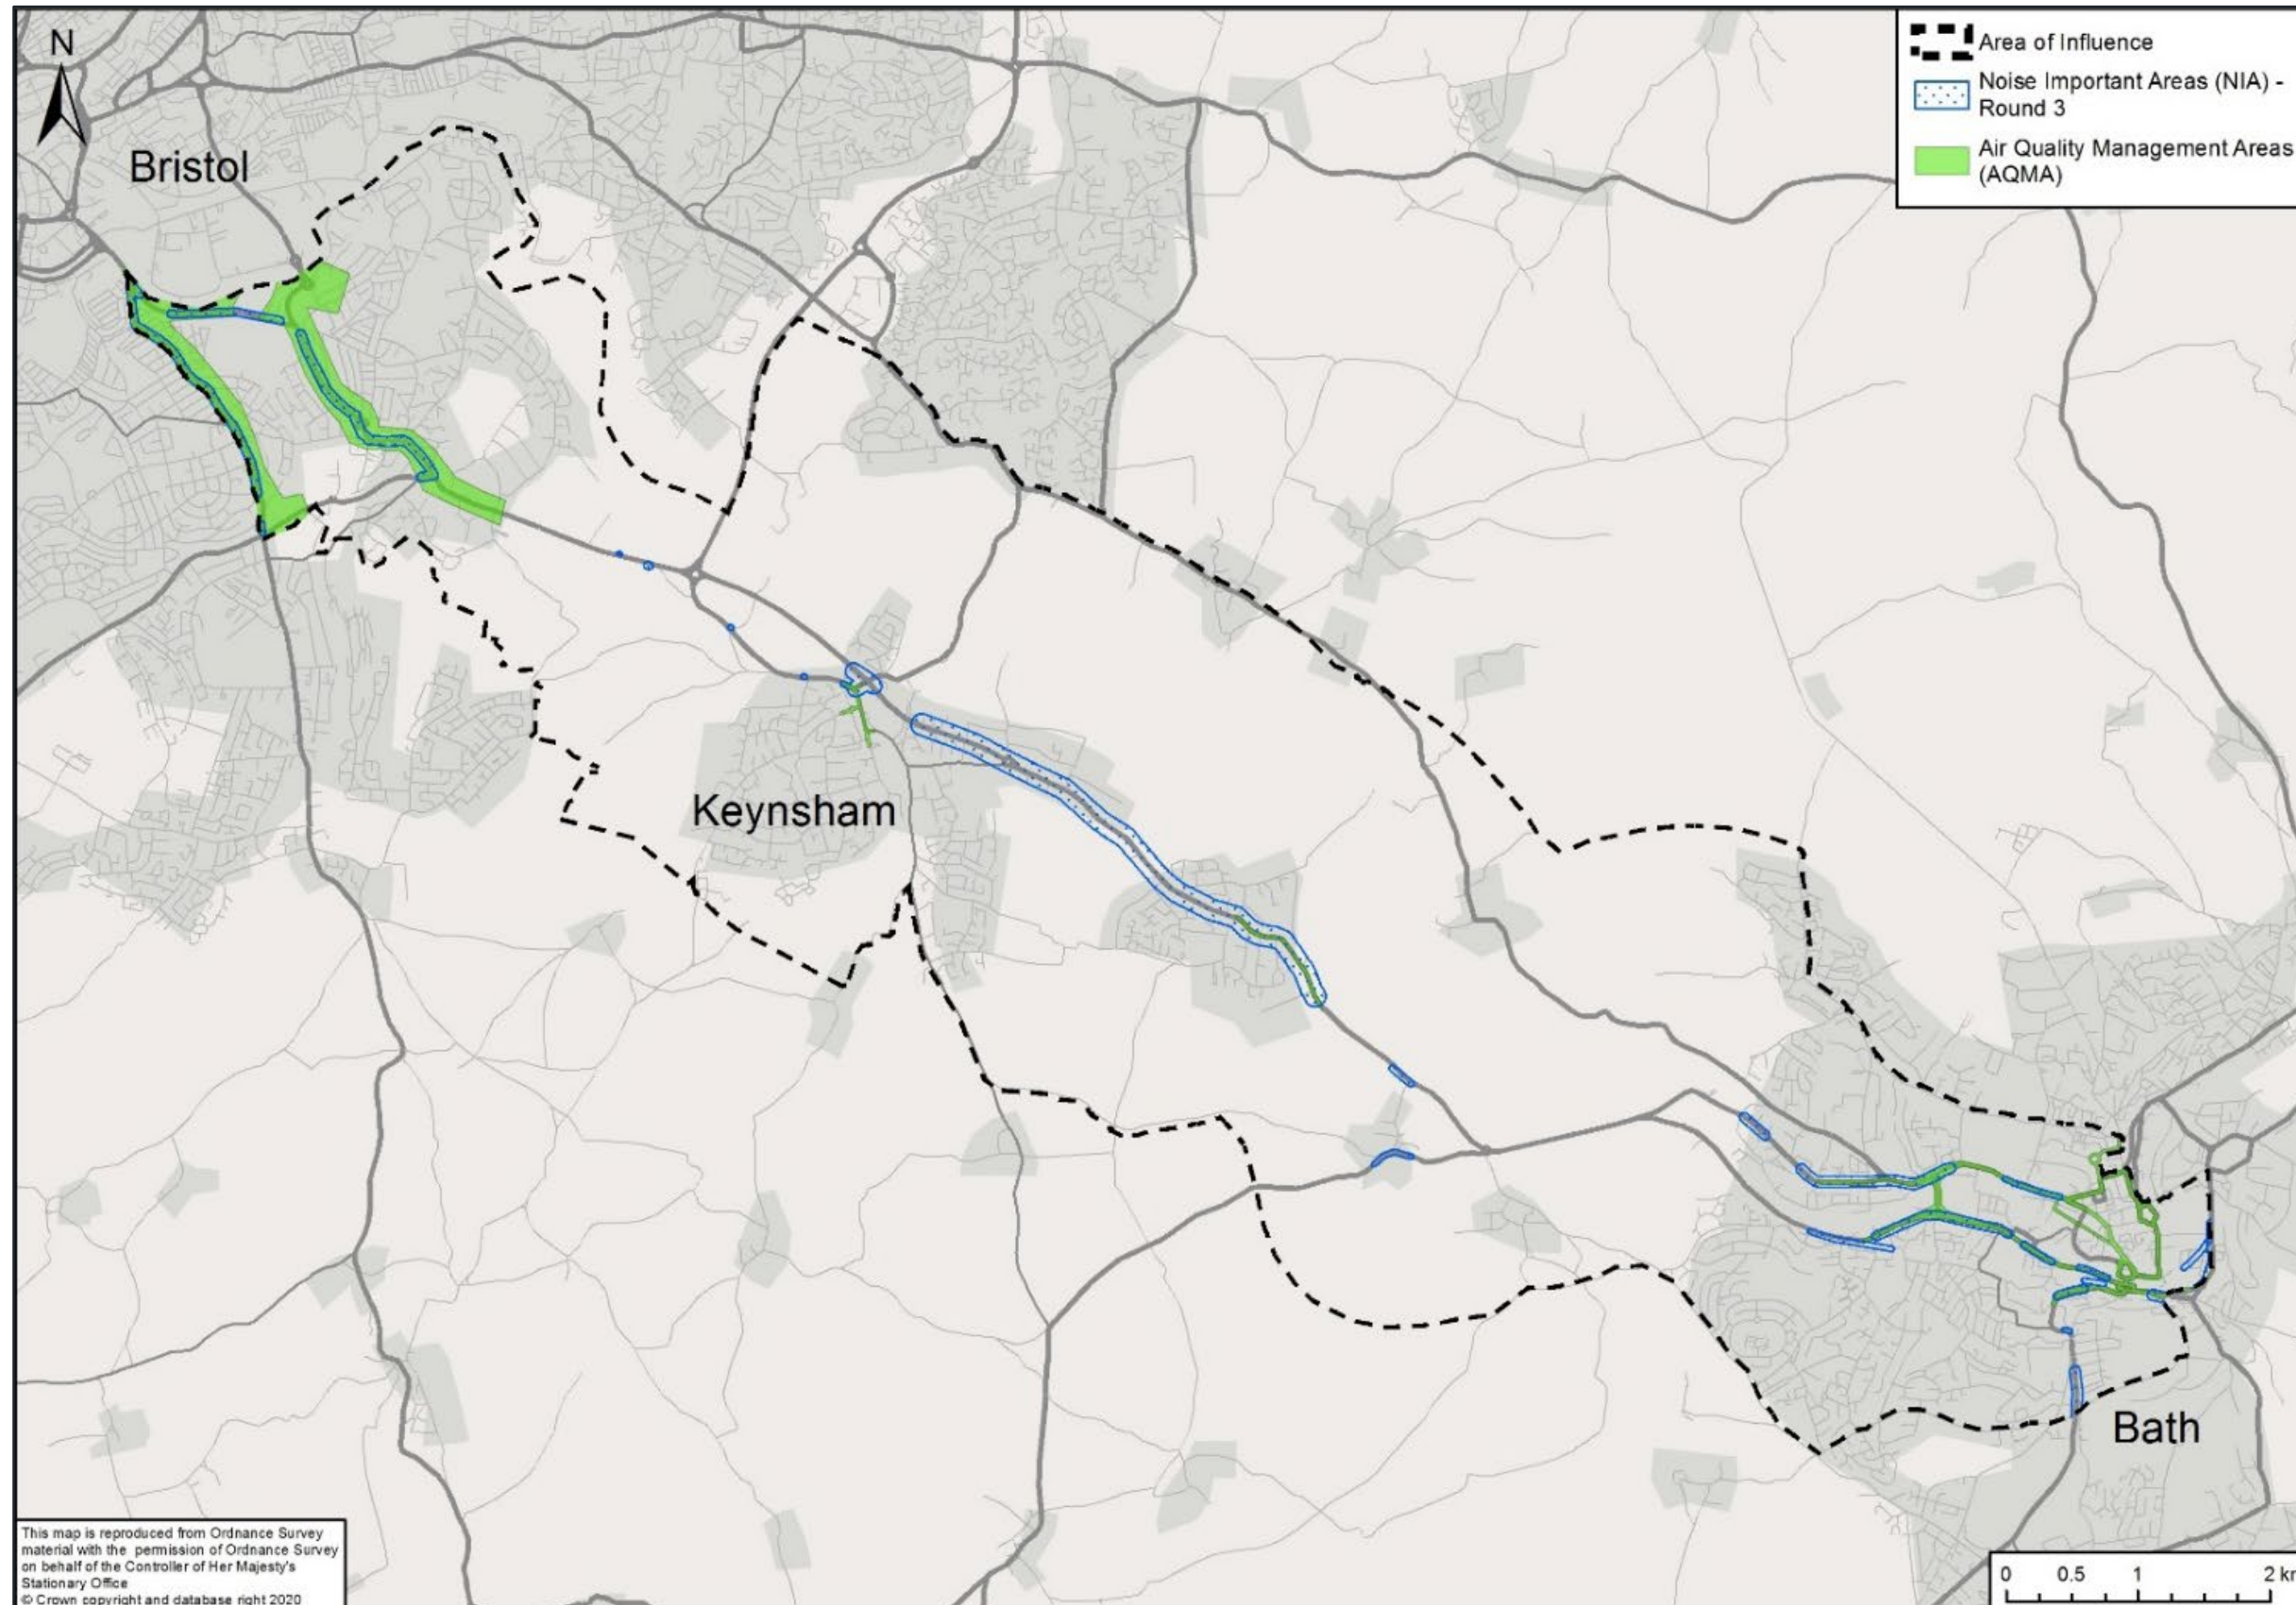 N
Bristol
Keynsham
Bath
Area of Influence
Noise Important Areas (NIA) -
Round 3
Air Quality Management Areas
(AQMA)
This map is reproduced from Ordnance Survey
material with the permission of Ordnance Survey
on behalf of the Controller of Her Majesty's
Stationary Office
© Crown copyright and database right 2020
0 0.5 1 2 km